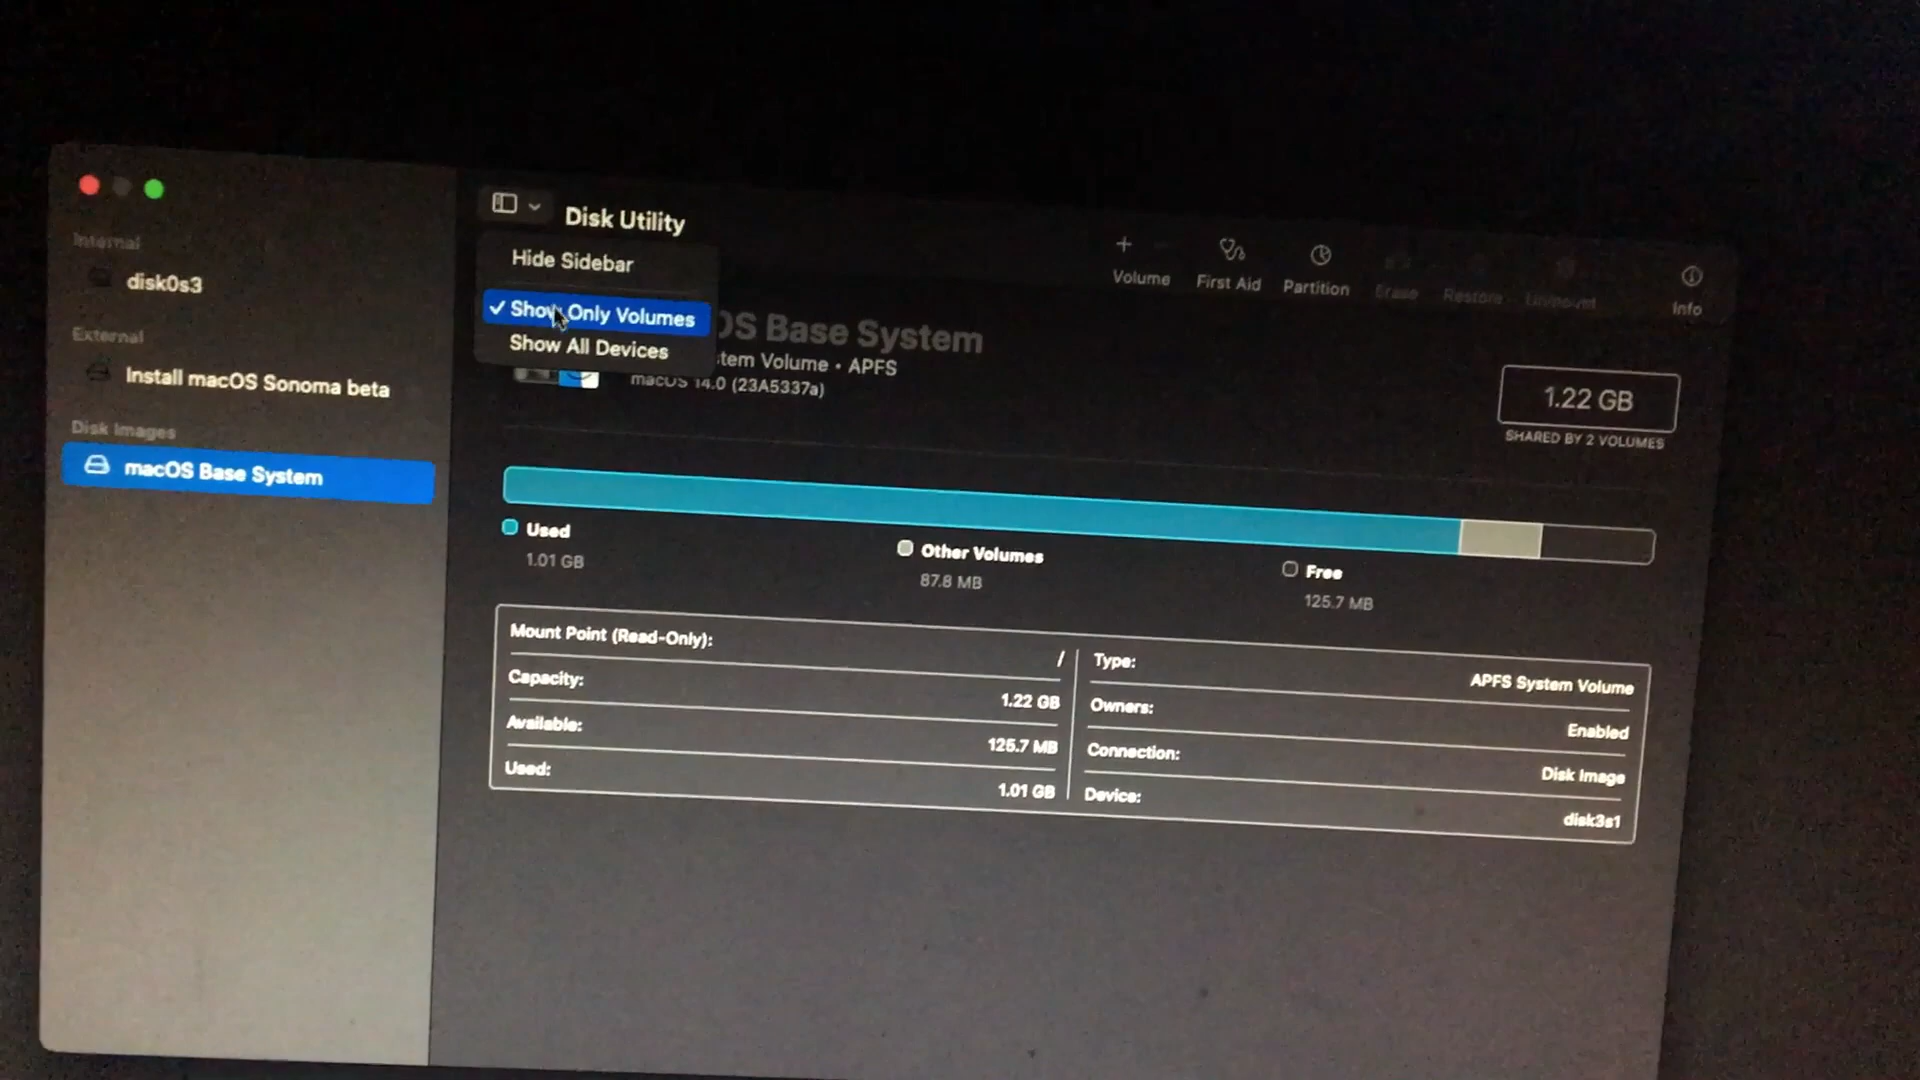 Internal
disk0s3
External
Install macOS Sonoma beta
Disk Images
macOS Base System
Disk Utility
Hide Sidebar
✓ Show Only Volumes
Show All Devices
Volume
First Aid
Partition
Erase
Restore
Unmount
Info
OS Base System
tem Volume • APFS
macOS 14.0 (23A5337a)
1.22 GB
SHARED BY 2 VOLUMES
Used
1.01 GB
Other Volumes
87.8 MB
Free
125.7 MB
Mount Point (Read-Only): /
Capacity: 1.22 GB
Available: 125.7 MB
Used: 1.01 GB
Type: APFS System Volume
Owners: Enabled
Connection: Disk Image
Device: disk3s1